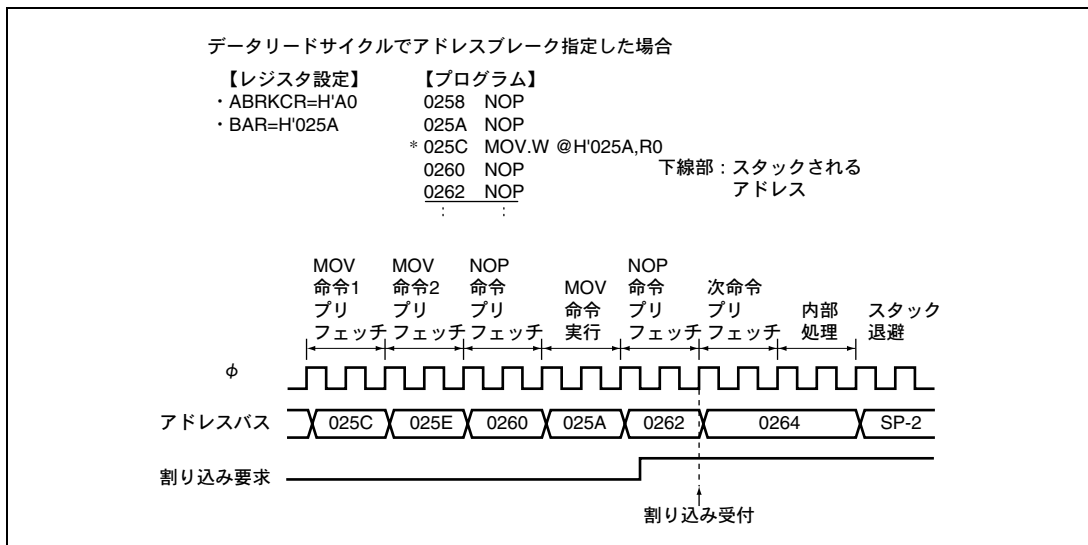 データリードサイクルでアドレスブレーク指定した場合
【レジスタ設定】 【プログラム】
・ABRKCR=H'A0 0258 NOP
・BAR=H'025A 025A NOP
* 025C MOV.W @H'025A,R0
0260 NOP 下線部：スタックされる
0262 NOP アドレス
: :
MOV MOV NOP NOP
命令1 命令2 命令 MOV 命令 次命令
プリ プリ プリ 命令 プリ プリ 内部 スタック
フェッチ フェッチ フェッチ 実行 フェッチ フェッチ 処理 退避
φ
アドレスバス 025C 025E 0260 025A 0262 0264 SP-2
割り込み要求
割り込み受付